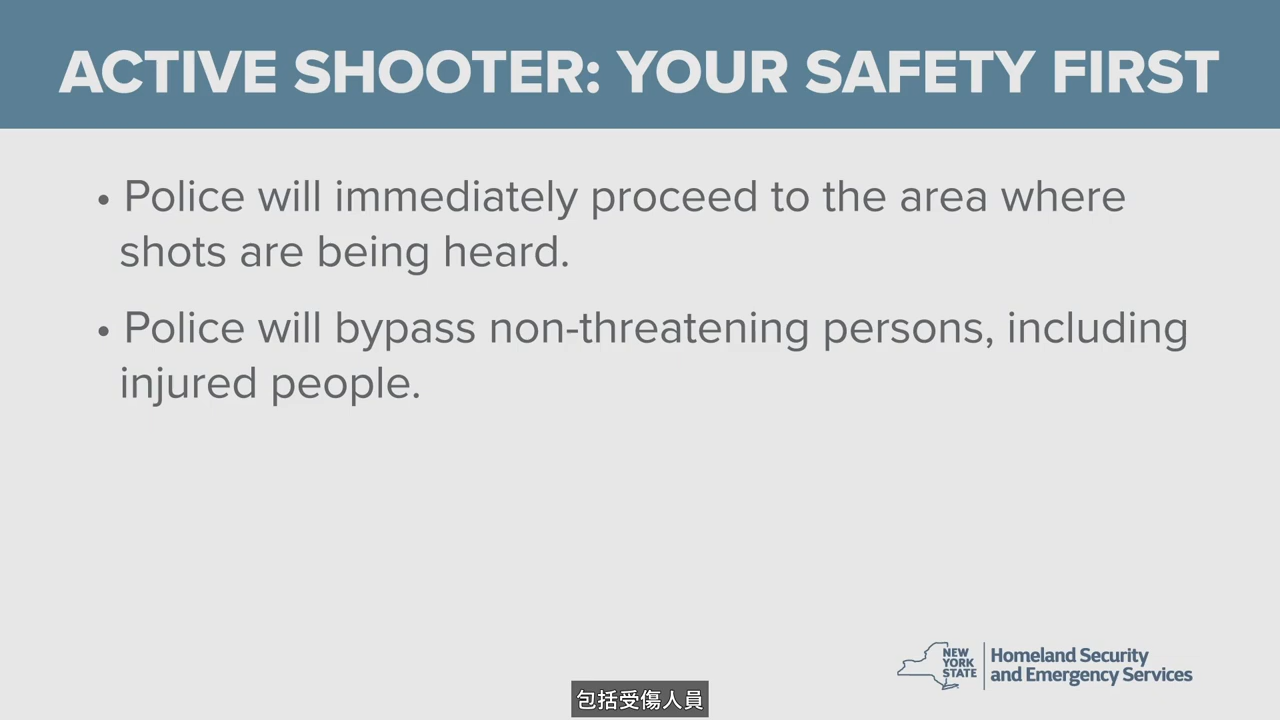 ACTIVE SHOOTER: YOUR SAFETY FIRST
• Police will immediately proceed to the area where
shots are being heard.
• Police will bypass non-threatening persons, including
injured people.
NEW
YORK
STATE
Homeland Security
and Emergency Services
包括受傷人員